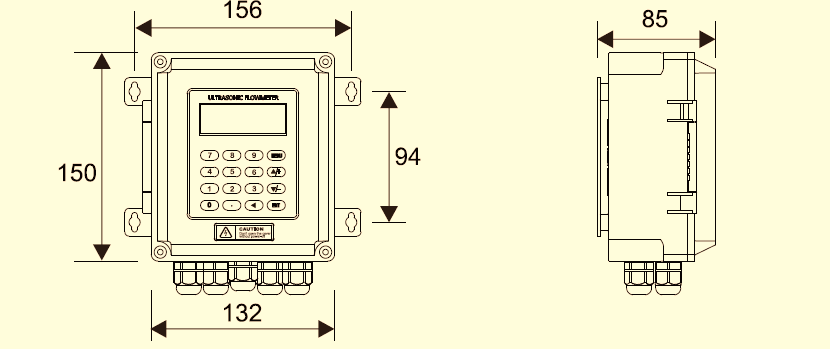 156
85
ULTRASONIC FLOWMETER
7 8 9 MENU
150
94
4 5 6 ▲/+
1 2 3 ▼/−
0 . ◀ ENT
CAUTION
132